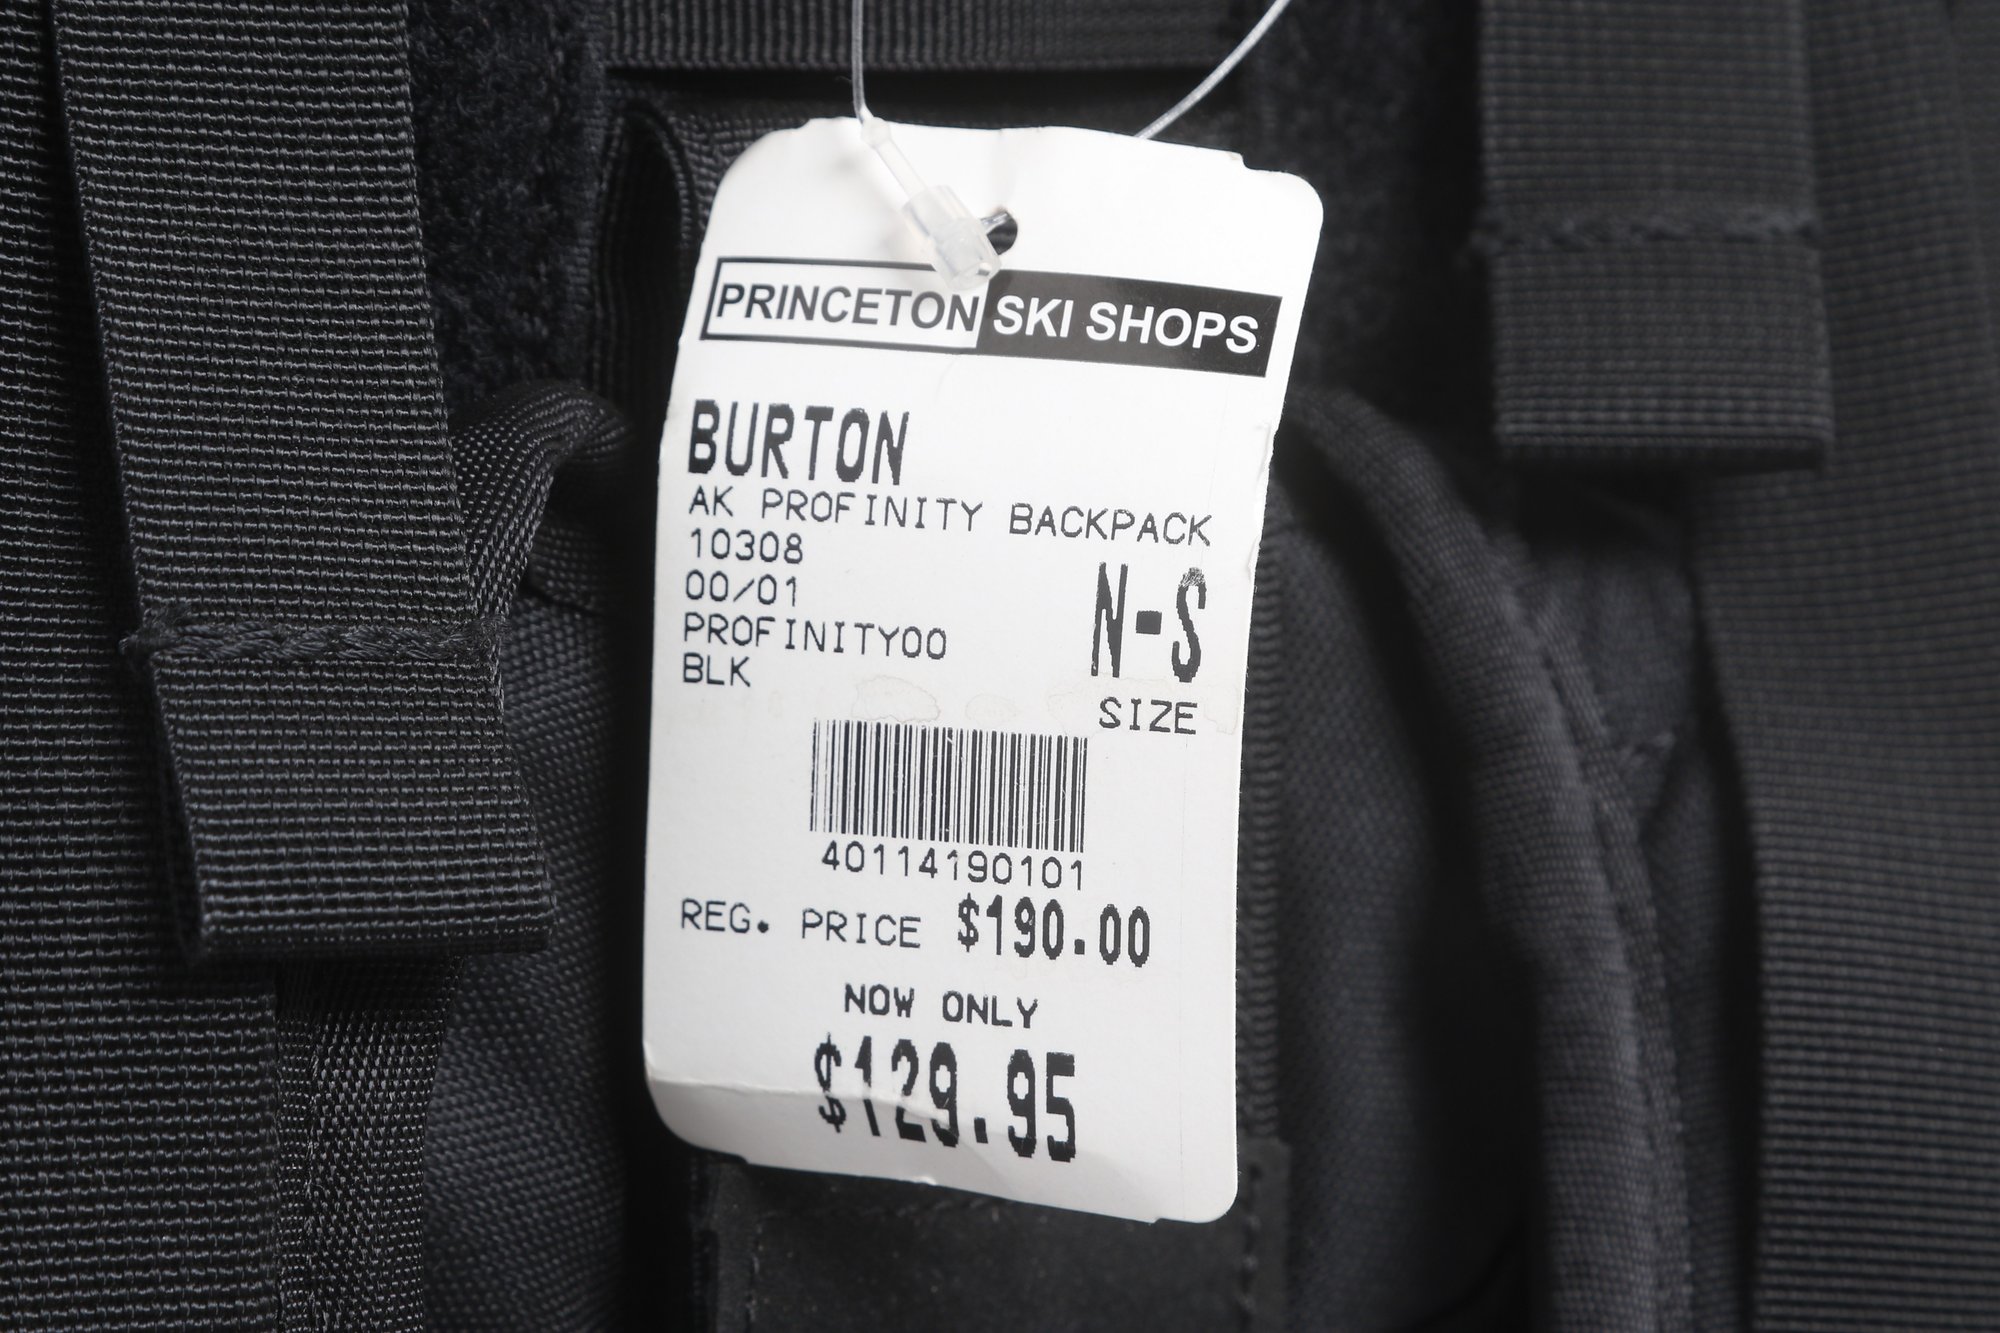 PRINCETON SKI SHOPS
BURTON
AK PROFINITY BACKPACK
10308
00/01
PROFINITY00
BLK
N-S
SIZE
40114190101
REG. PRICE $190.00
NOW ONLY
$129.95